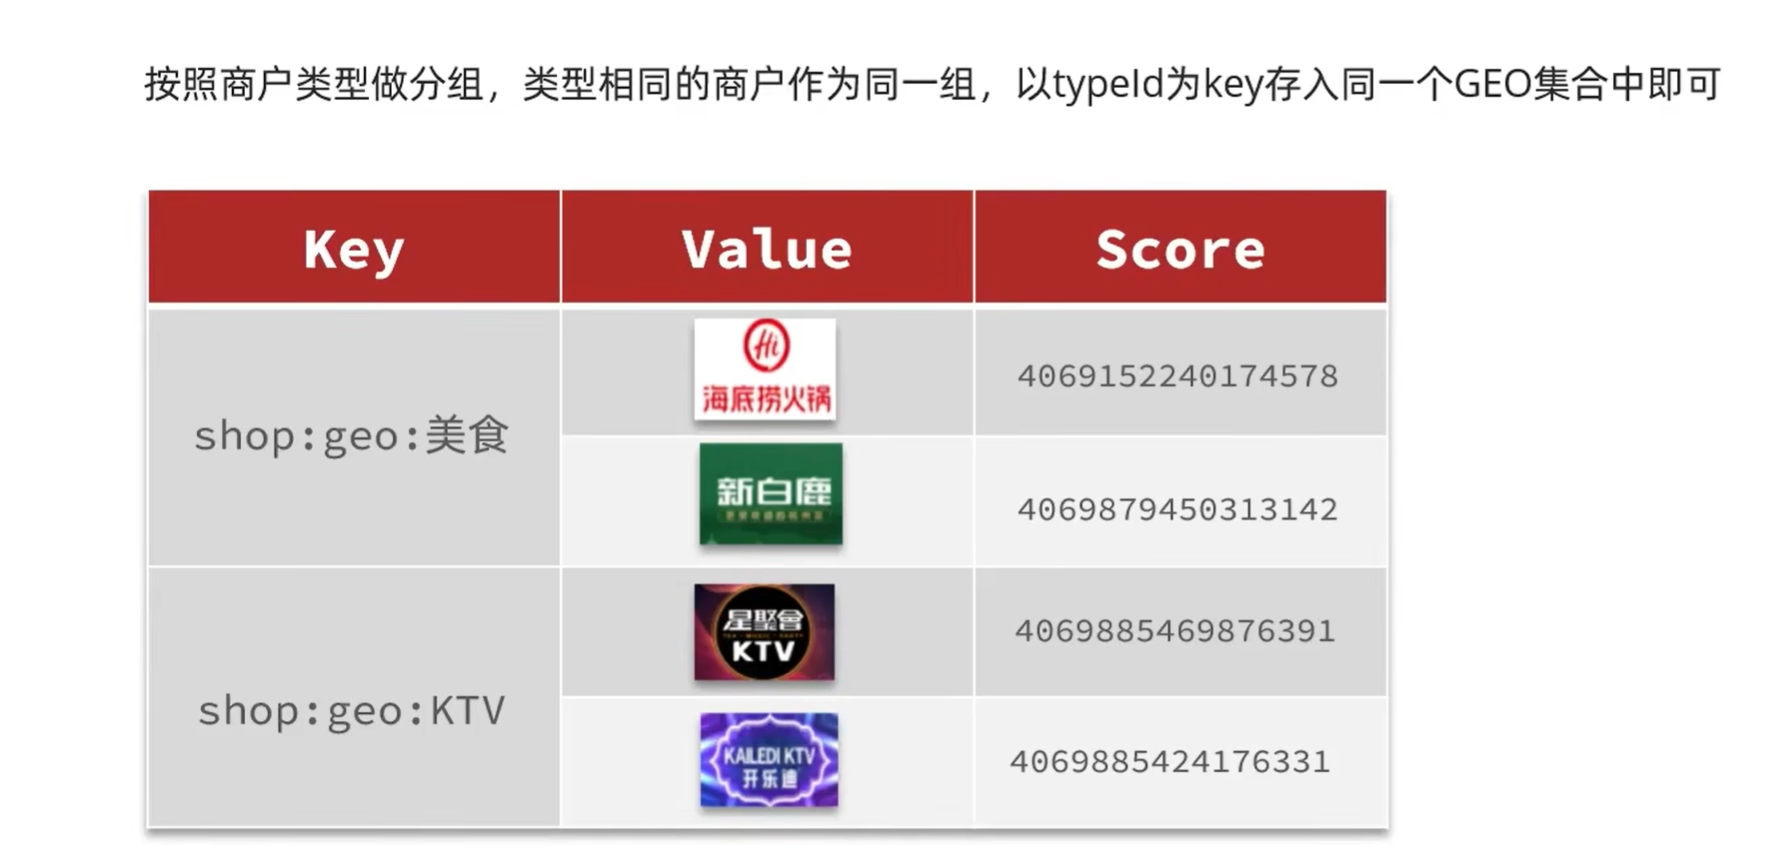 按照商户类型做分组，类型相同的商户作为同一组，以typeId为key存入同一个GEO集合中即可
Key Value Score
shop:geo:美食
Hi
海底捞火锅
4069152240174578
新白鹿
4069879450313142
shop:geo:KTV
星聚會
KTV
4069885469876391
KAILEDI KTV
开乐迪
4069885424176331